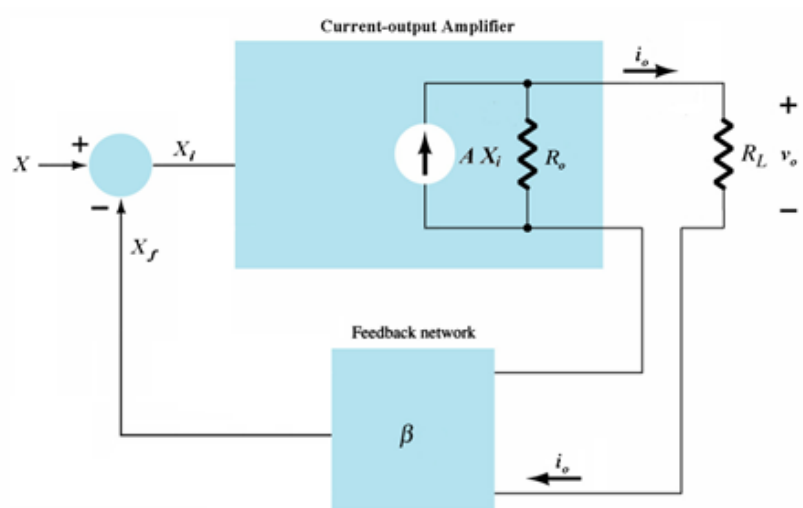 Current-output Amplifier
i_o
+
+
X
X_i
A X_i
R_o
R_L
v_o
−
−
X_f
Feedback network
β
i_o